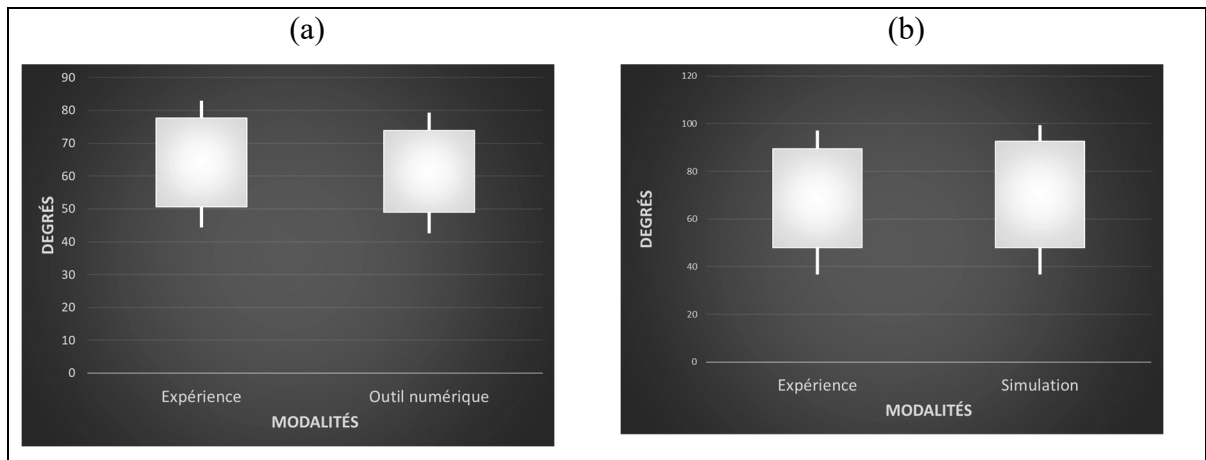 (a)
(b)
90
80
70
60
50
40
30
20
10
0
DEGRÉS
Expérience
Outil numérique
MODALITÉS
120
100
80
60
40
20
0
DEGRÉS
Expérience
Simulation
MODALITÉS